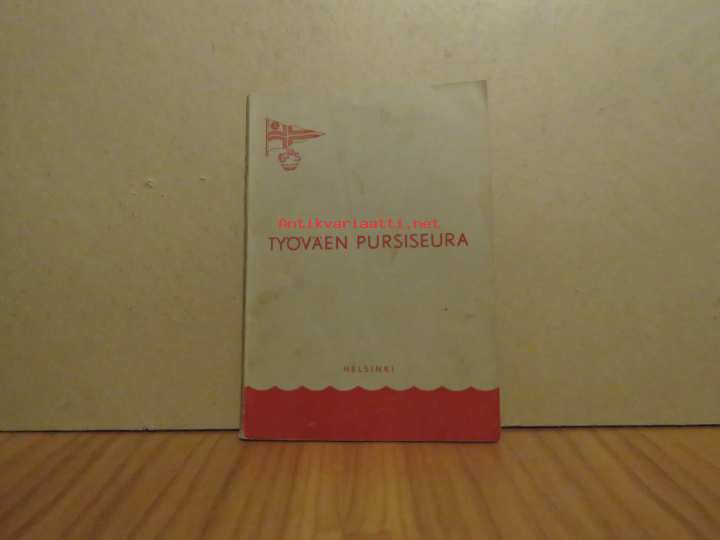 Antikvariaatti.net
TYÖVÄEN PURSISEURA
HELSINKI